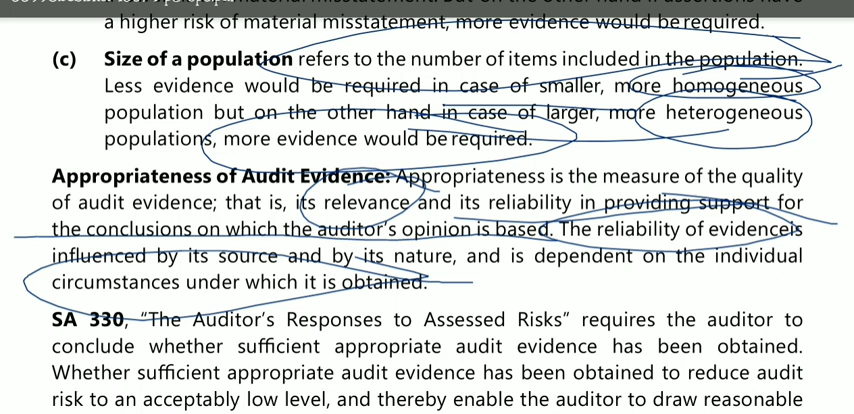 a higher risk of material misstatement, more evidence would be required.
(c) Size of a population refers to the number of items included in the population.
Less evidence would be required in case of smaller, more homogeneous
population but on the other hand in case of larger, more heterogeneous
populations, more evidence would be required.
Appropriateness of Audit Evidence: Appropriateness is the measure of the quality
of audit evidence; that is, its relevance and its reliability in providing support for
the conclusions on which the auditor's opinion is based. The reliability of evidenceis
influenced by its source and by its nature, and is dependent on the individual
circumstances under which it is obtained.
SA 330, “The Auditor's Responses to Assessed Risks” requires the auditor to
conclude whether sufficient appropriate audit evidence has been obtained.
Whether sufficient appropriate audit evidence has been obtained to reduce audit
risk to an acceptably low level, and thereby enable the auditor to draw reasonable